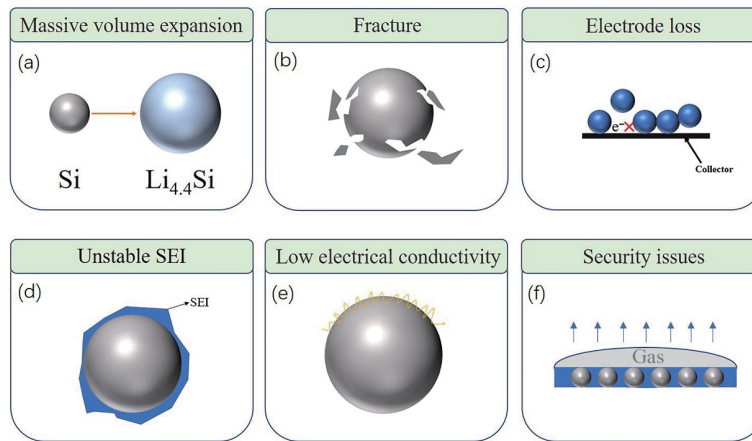 Massive volume expansion
(a)
Si
Li4.4Si
Fracture
(b)
Electrode loss
(c)
e-
Collector
Unstable SEI
(d)
SEI
Low electrical conductivity
(e)
Security issues
(f)
Gas